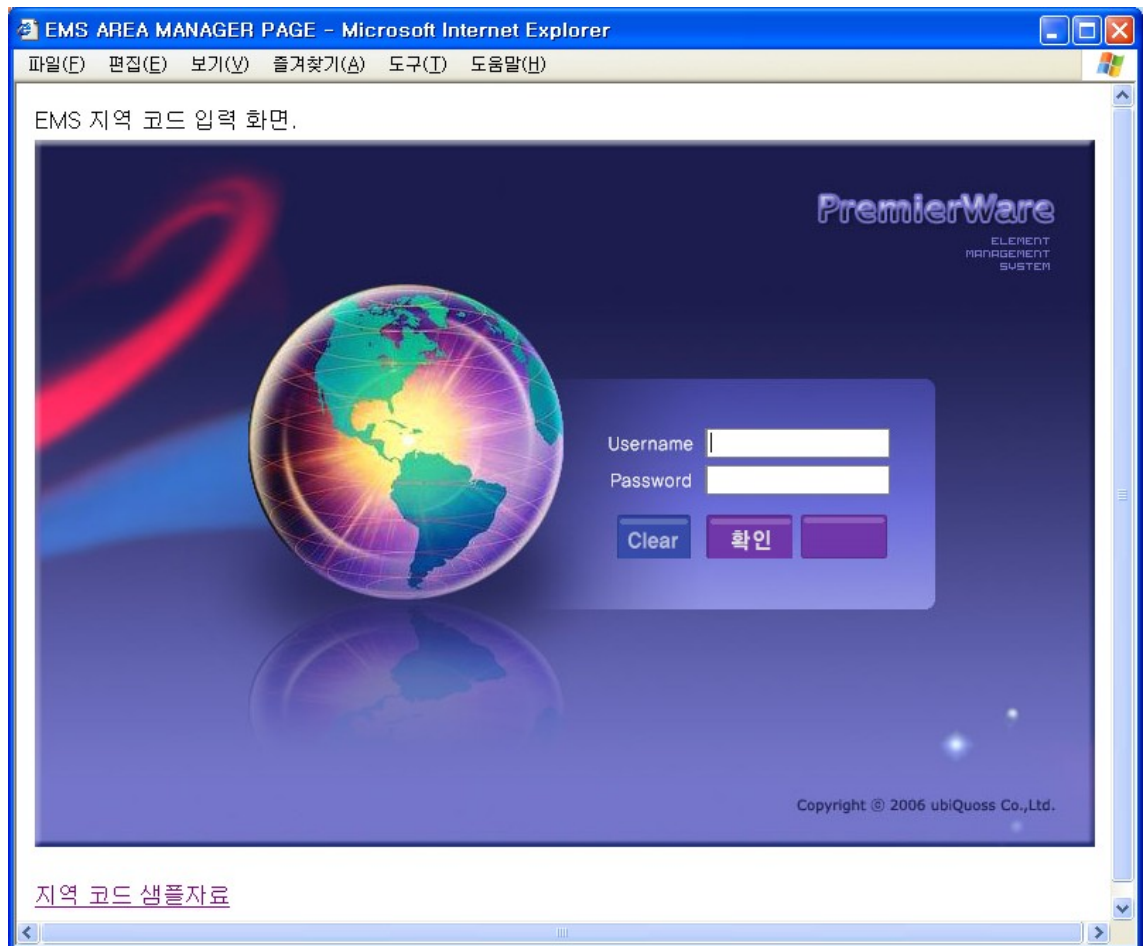 EMS AREA MANAGER PAGE - Microsoft Internet Explorer
파일(F) 편집(E) 보기(V) 즐겨찾기(A) 도구(T) 도움말(H)
EMS 지역 코드 입력 화면.
PremierWare
ELEMENT
MANAGEMENT
SYSTEM
Username
Password
Clear 확인
Copyright © 2006 ubiQuoss Co.,Ltd.
지역 코드 샘플자료